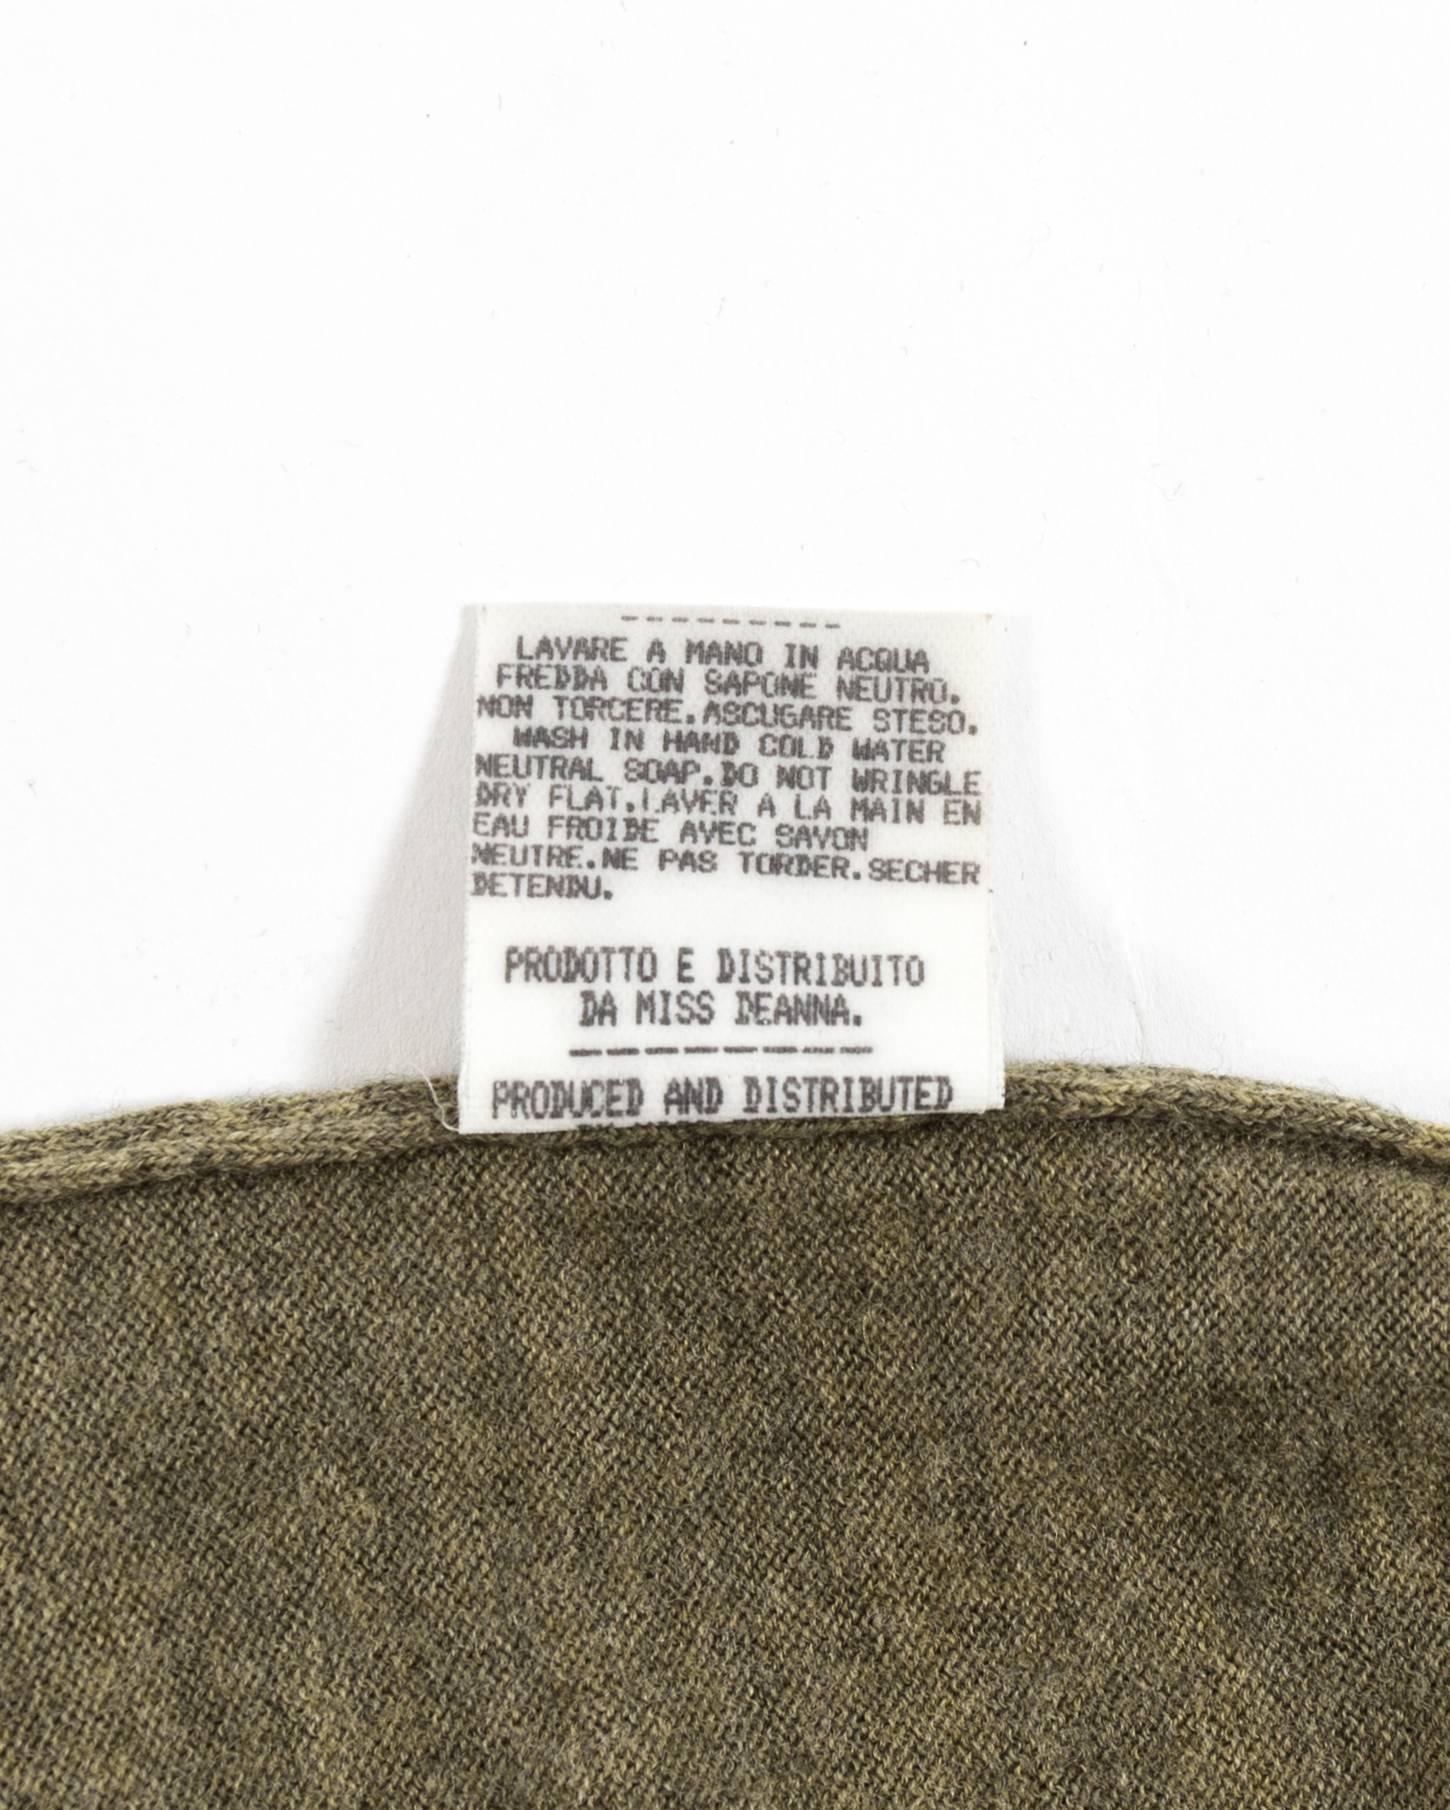 LAVARE A MANO IN ACQUA
FREDDA CON SAPONE NEUTRO.
NON TORCERE.ASCUGARE STESO.
WASH IN HAND COLD WATER
NEUTRAL SOAP.DO NOT WRINGLE
DRY FLAT.LAVER A LA MAIN EN
EAU FROIDE AVEC SAVON
NEUTRE.NE PAS TORDER.SECHER
DETENDU.
PRODOTTO E DISTRIBUITO
DA MISS DEANNA.
PRODUCED AND DISTRIBUTED